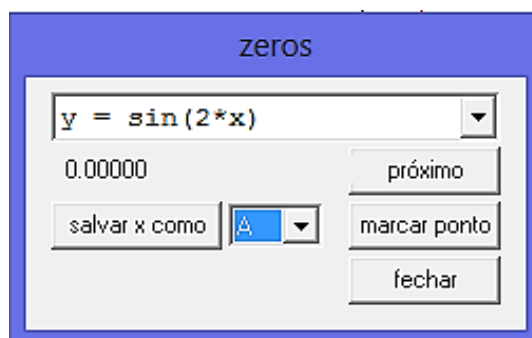 zeros
y = sin(2*x)
0.00000
próximo
salvar x como
A
marcar ponto
fechar